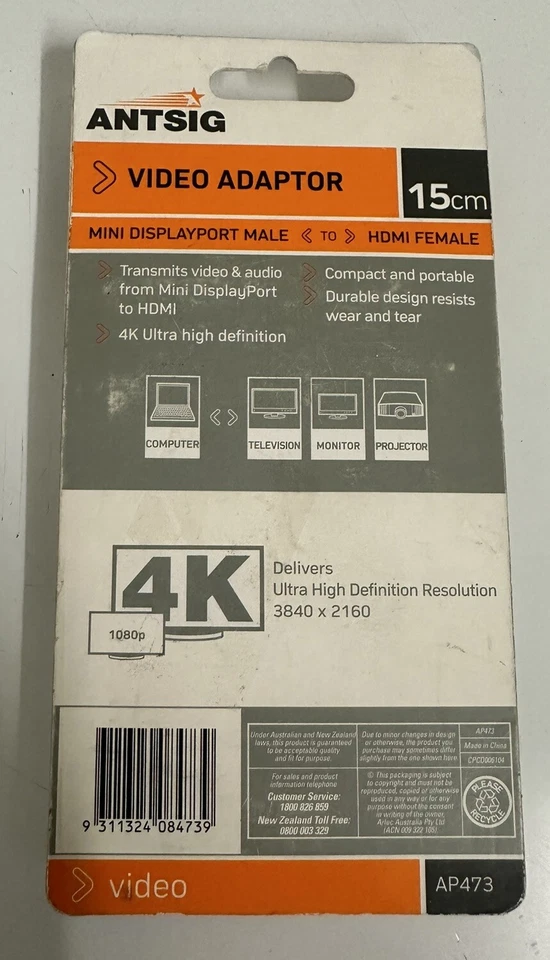 ANTSIG
VIDEO ADAPTOR
15cm
MINI DISPLAYPORT MALE < TO > HDMI FEMALE
Transmits video & audio
from Mini DisplayPort
to HDMI
4K Ultra high definition
Compact and portable
Durable design resists
wear and tear
COMPUTER
TELEVISION
MONITOR
PROJECTOR
4K
1080p
Delivers
Ultra High Definition Resolution
3840 x 2160
9 311324 084739
Under Australian and New Zealand
laws, this product is guaranteed
to be acceptable quality
and fit for purpose.
Due to minor changes in design
or otherwise, the product you
purchase may sometimes differ
slightly from the one shown here.
AP473
Made in China
CPCD006104
For sales and product
information telephone
Customer Service:
1800 826 859
New Zealand Toll Free:
0800 003 329
© This packaging is subject
to copyright and must not be
reproduced, copied or otherwise
used in any way or for any
purpose without the consent
in writing of the owner,
Arlec Australia Pty Ltd
(ACN 009 322 105).
PLEASE
RECYCLE
video
AP473